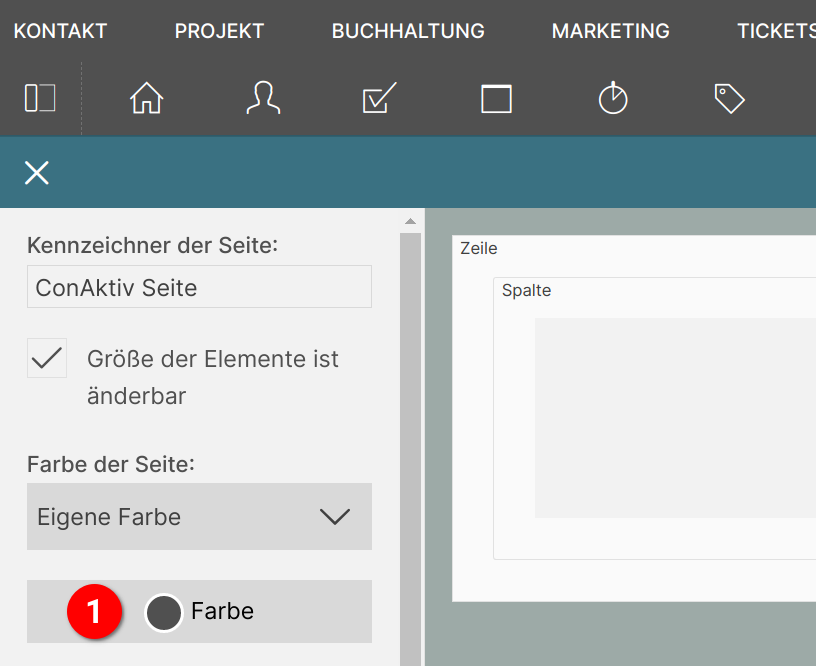 KONTAKT PROJEKT BUCHHALTUNG MARKETING TICKETS
Kennzeichner der Seite:
ConAktiv Seite
Größe der Elemente ist
änderbar
Farbe der Seite:
Eigene Farbe
1 Farbe
Zeile
Spalte